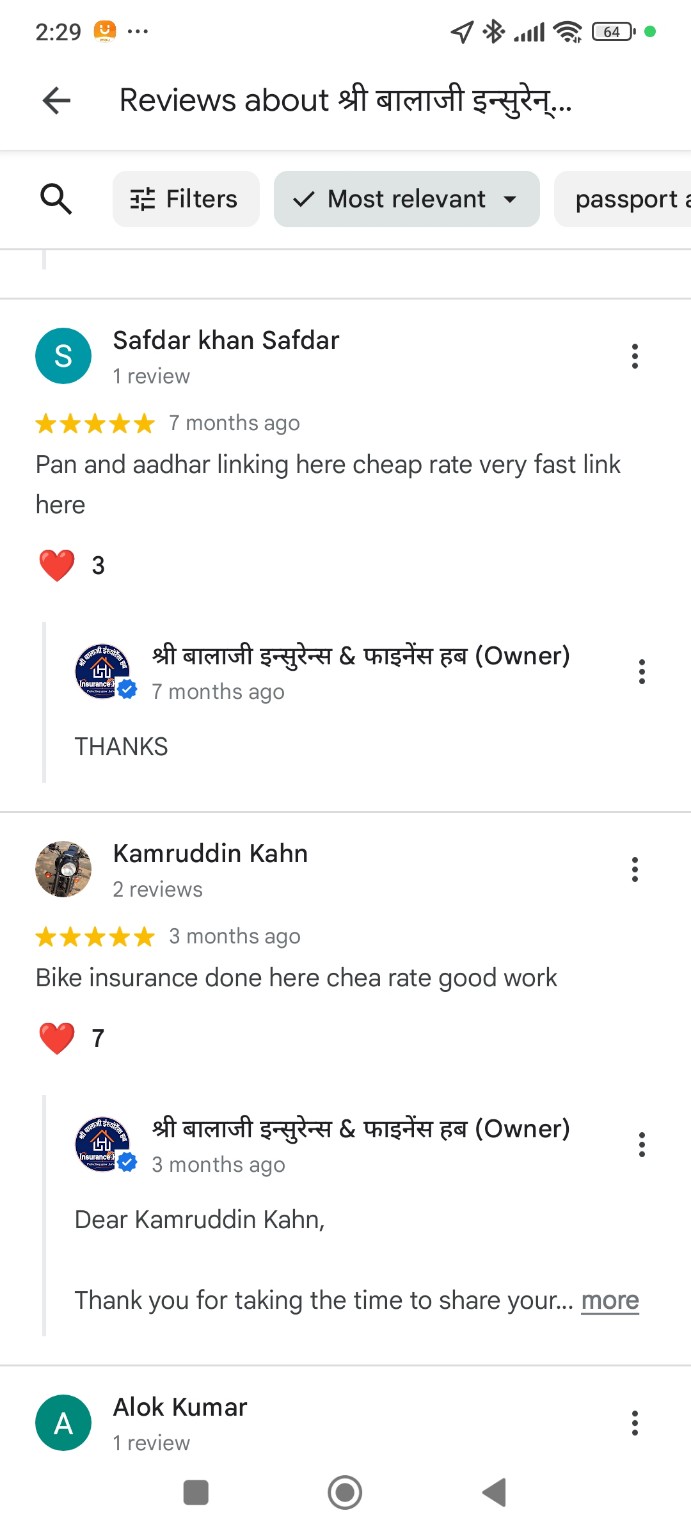 2:29
64
Reviews about श्री बालाजी इन्सुरेन्...
Filters
Most relevant
passport a
Safdar khan Safdar
1 review
7 months ago
Pan and aadhar linking here cheap rate very fast link
here
3
श्री बालाजी इन्सुरेन्स & फाइनेंस हब (Owner)
7 months ago
THANKS
Kamruddin Kahn
2 reviews
3 months ago
Bike insurance done here chea rate good work
7
श्री बालाजी इन्सुरेन्स & फाइनेंस हब (Owner)
3 months ago
Dear Kamruddin Kahn,
Thank you for taking the time to share your... more
A
Alok Kumar
1 review